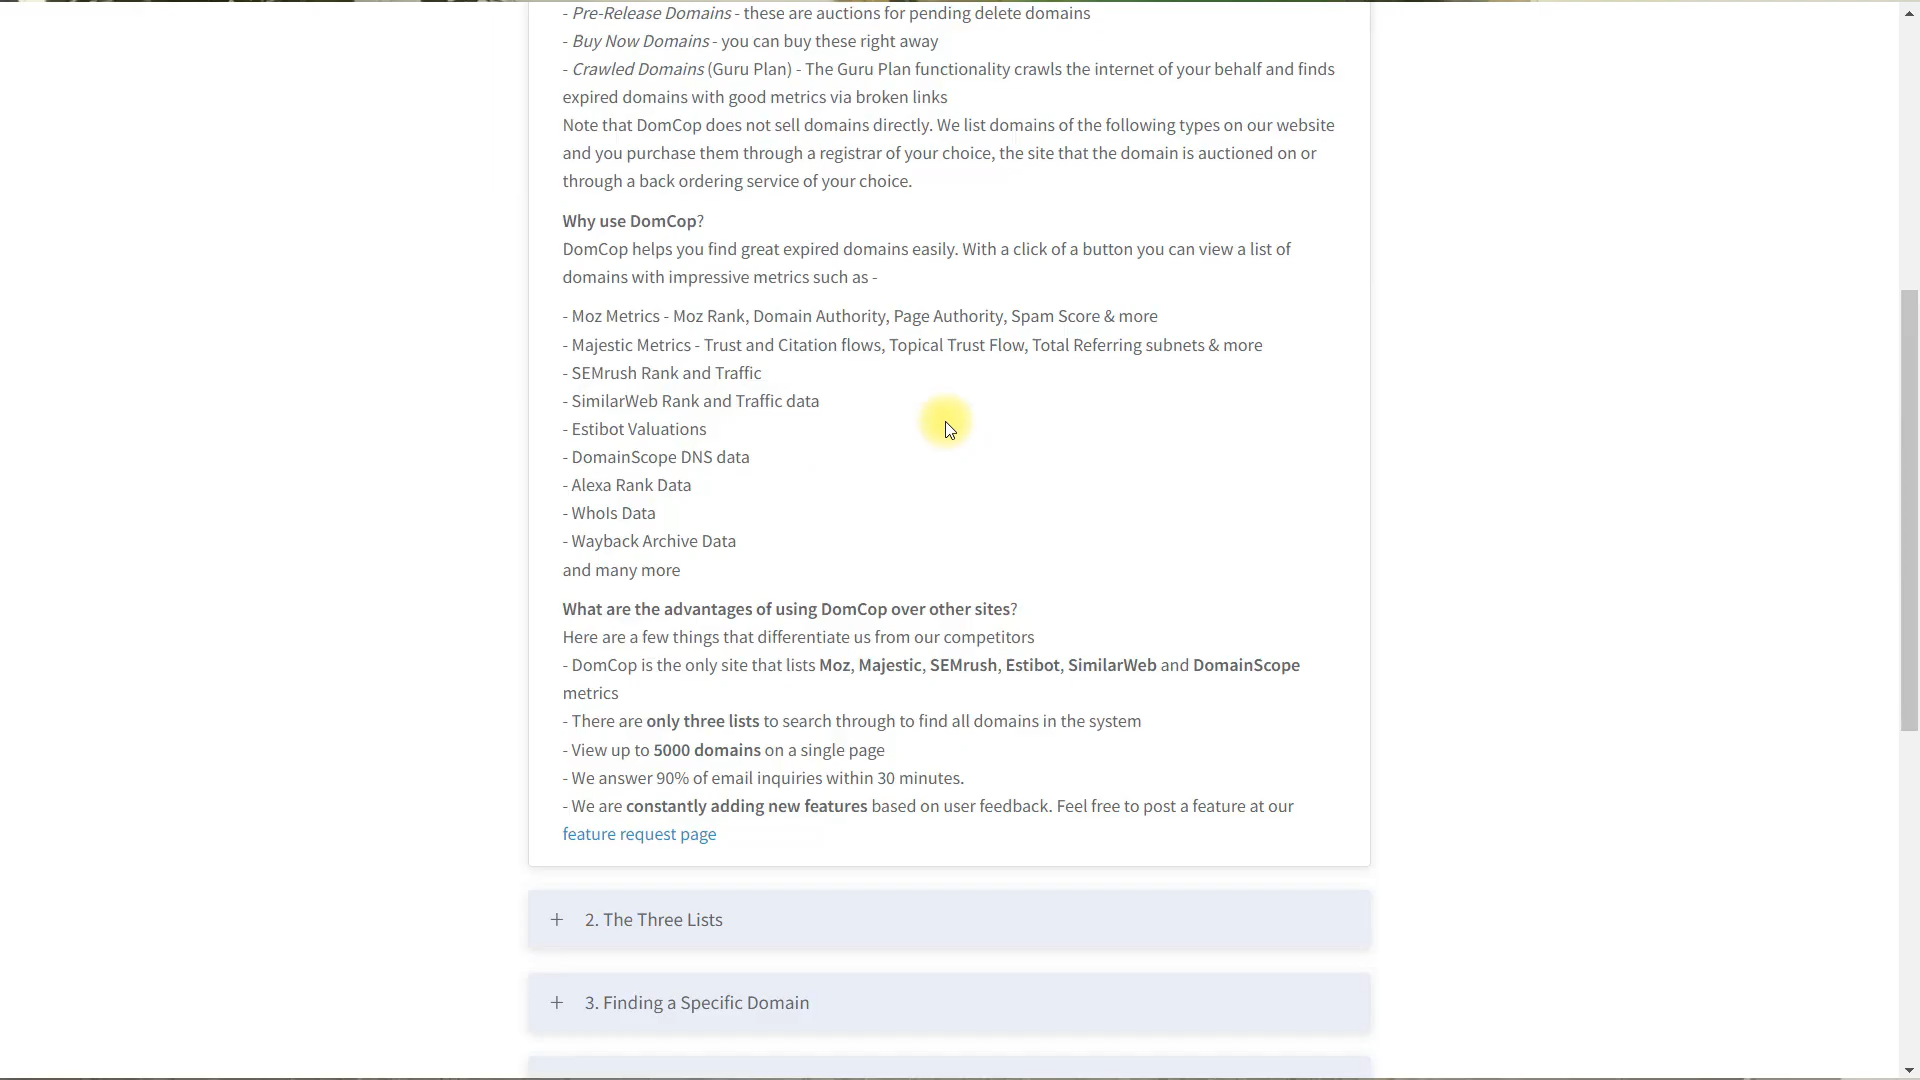 - Pre-Release Domains - these are auctions for pending delete domains
- Buy Now Domains - you can buy these right away
- Crawled Domains (Guru Plan) - The Guru Plan functionality crawls the internet of your behalf and finds
expired domains with good metrics via broken links
Note that DomCop does not sell domains directly. We list domains of the following types on our website
and you purchase them through a registrar of your choice, the site that the domain is auctioned on or
through a back ordering service of your choice.
Why use DomCop?
DomCop helps you find great expired domains easily. With a click of a button you can view a list of
domains with impressive metrics such as -
- Moz Metrics - Moz Rank, Domain Authority, Page Authority, Spam Score & more
- Majestic Metrics - Trust and Citation flows, Topical Trust Flow, Total Referring subnets & more
- SEMrush Rank and Traffic
- SimilarWeb Rank and Traffic data
- Estibot Valuations
- DomainScope DNS data
- Alexa Rank Data
- WhoIs Data
- Wayback Archive Data
and many more
What are the advantages of using DomCop over other sites?
Here are a few things that differentiate us from our competitors
- DomCop is the only site that lists Moz, Majestic, SEMrush, Estibot, SimilarWeb and DomainScope
metrics
- There are only three lists to search through to find all domains in the system
- View up to 5000 domains on a single page
- We answer 90% of email inquiries within 30 minutes.
- We are constantly adding new features based on user feedback. Feel free to post a feature at our
feature request page
+ 2. The Three Lists
+ 3. Finding a Specific Domain